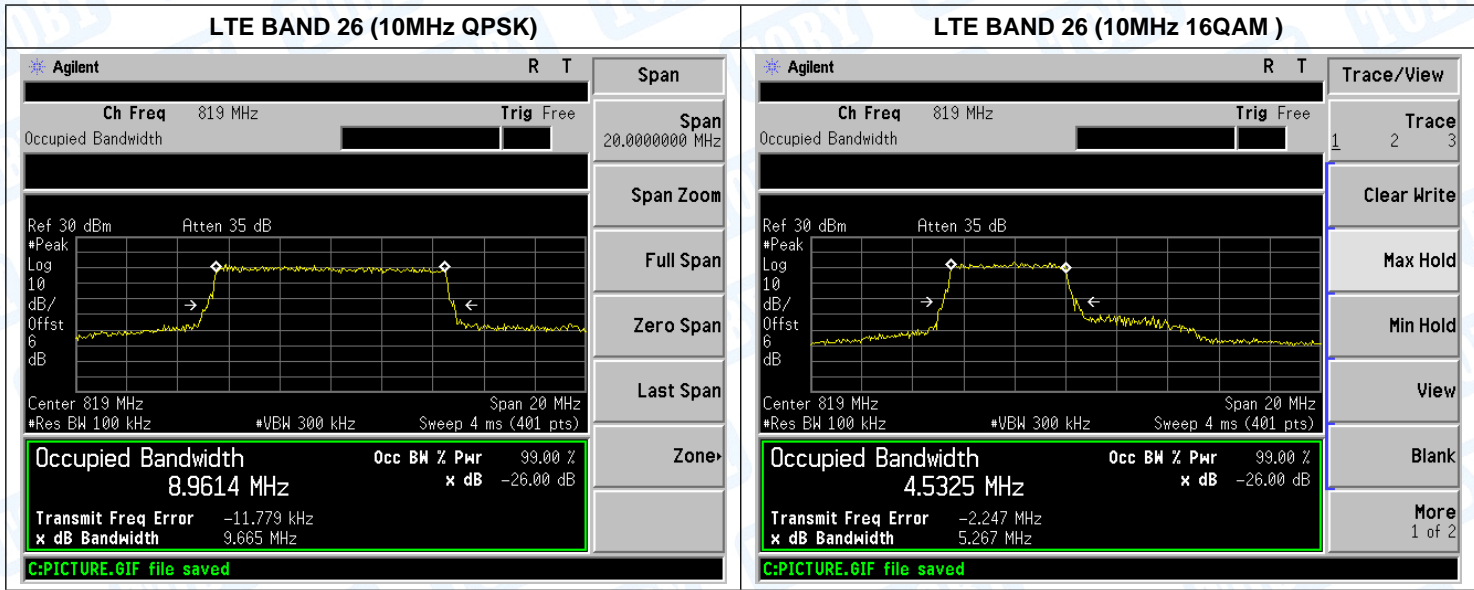 LTE BAND 26 (10MHz QPSK)
Agilent R T
Ch Freq 819 MHz Trig Free
Occupied Bandwidth
Ref 30 dBm Atten 35 dB
#Peak
Log
10
dB/
Offst
6
dB
Center 819 MHz Span 20 MHz
#Res BW 100 kHz #VBW 300 kHz Sweep 4 ms (401 pts)
Occupied Bandwidth Occ BW % Pwr 99.00 %
8.9614 MHz x dB -26.00 dB
Transmit Freq Error -11.779 kHz
x dB Bandwidth 9.665 MHz
C:PICTURE.GIF file saved
Span
Span
20.0000000 MHz
Span Zoom
Full Span
Zero Span
Last Span
Zone
LTE BAND 26 (10MHz 16QAM )
Agilent R T
Ch Freq 819 MHz Trig Free
Occupied Bandwidth
Ref 30 dBm Atten 35 dB
#Peak
Log
10
dB/
Offst
6
dB
Center 819 MHz Span 20 MHz
#Res BW 100 kHz #VBW 300 kHz Sweep 4 ms (401 pts)
Occupied Bandwidth Occ BW % Pwr 99.00 %
4.5325 MHz x dB -26.00 dB
Transmit Freq Error -2.247 MHz
x dB Bandwidth 5.267 MHz
C:PICTURE.GIF file saved
Trace/View
Trace
1 2 3
Clear Write
Max Hold
Min Hold
View
Blank
More
1 of 2
TOBY